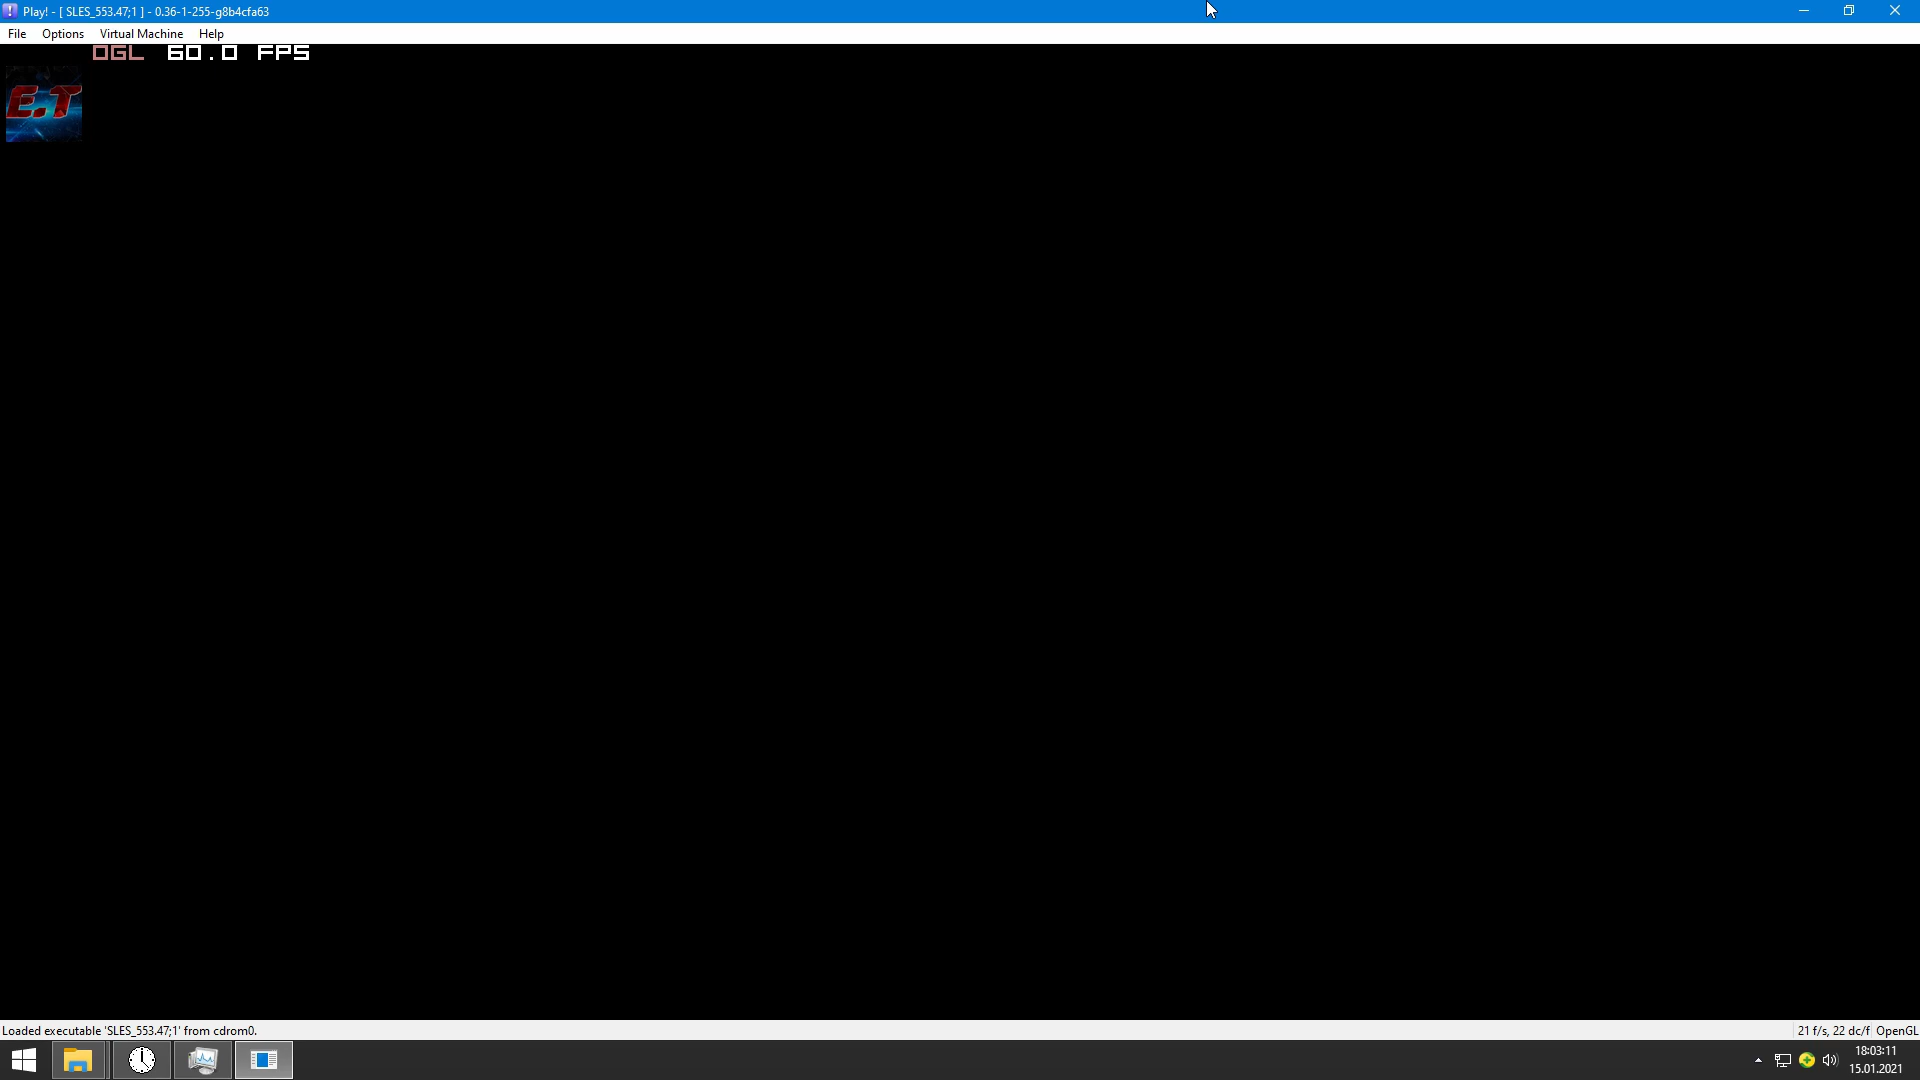 Play! - [ SLES_553.47;1 ] - 0.36-1-255-g8b4cfa63
File Options Virtual Machine Help
OGL 60.0 FPS
E.T
Loaded executable 'SLES_553.47;1' from cdrom0.
21 f/s, 22 dc/f OpenGL
18:03:11
15.01.2021